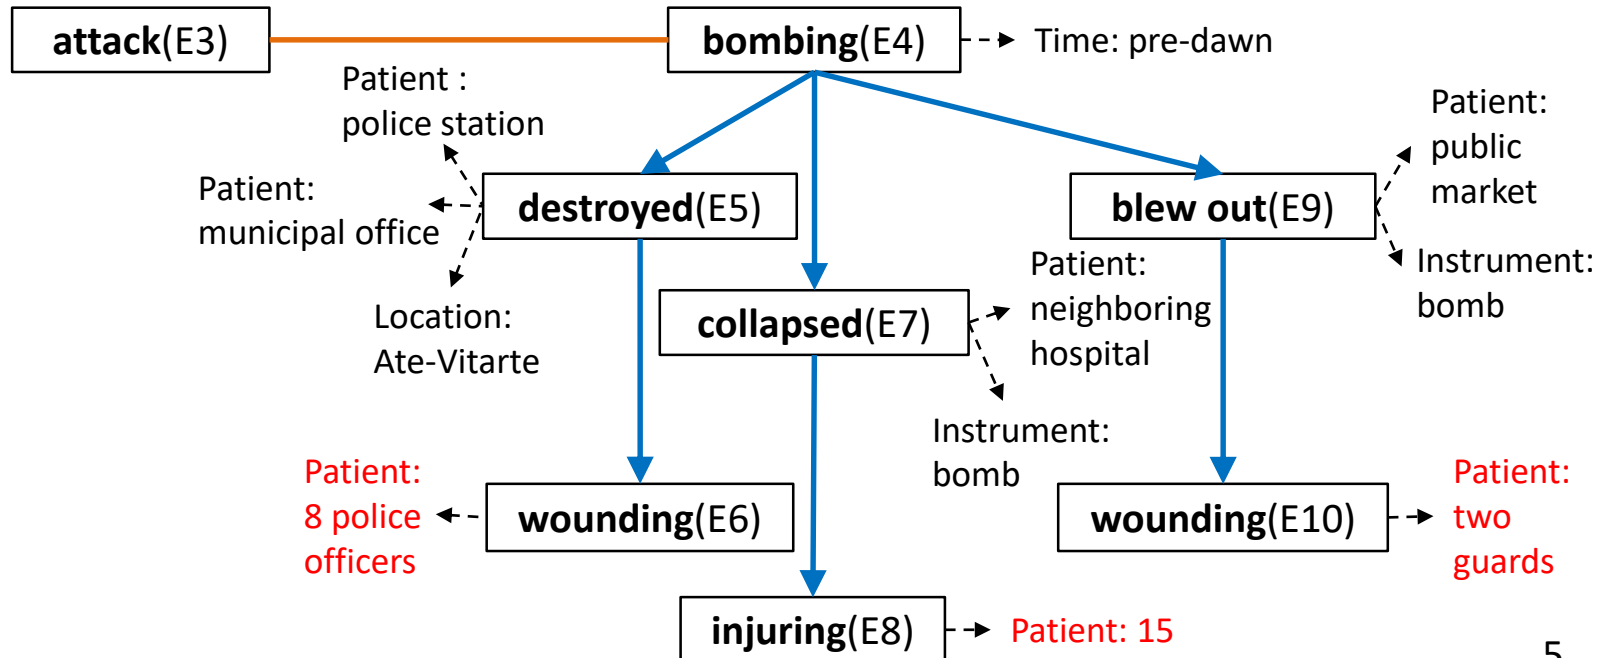 attack(E3)
bombing(E4)
Time: pre-dawn
Patient :
police station
Patient:
municipal office
Location:
Ate-Vitarte
destroyed(E5)
blew out(E9)
Patient:
public
market
Instrument:
bomb
collapsed(E7)
Patient:
neighboring
hospital
Instrument:
bomb
Patient:
8 police
officers
wounding(E6)
wounding(E10)
Patient:
two
guards
injuring(E8)
Patient: 15
5